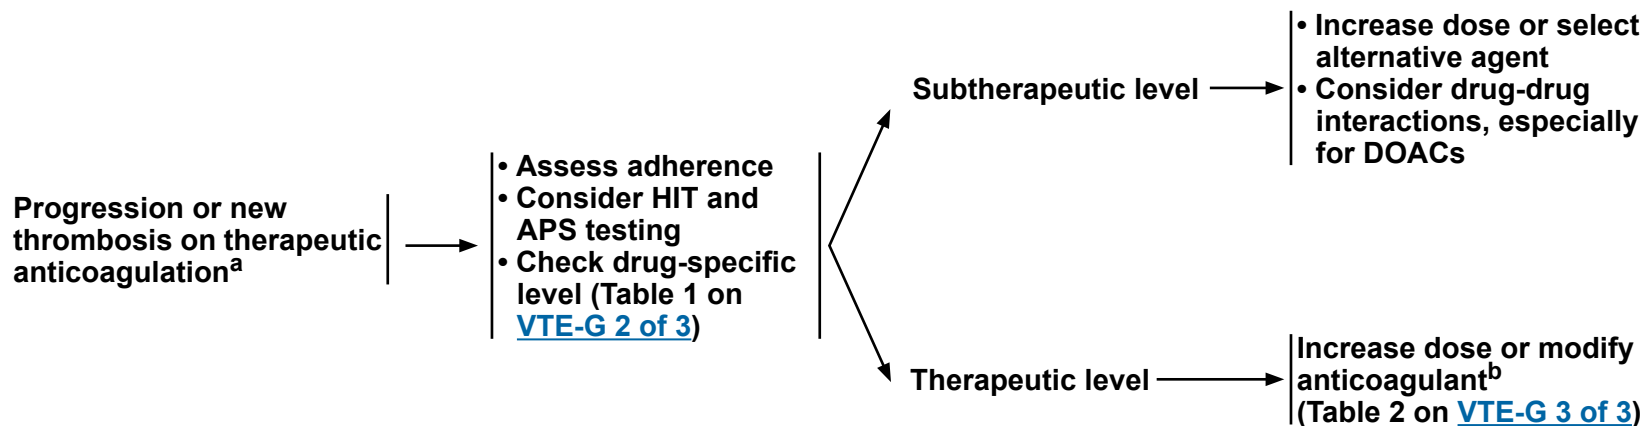 Progression or new
thrombosis on therapeutic
anticoagulationa
• Assess adherence
• Consider HIT and
APS testing
• Check drug-specific
level (Table 1 on
VTE-G 2 of 3)
Subtherapeutic level
• Increase dose or select
alternative agent
• Consider drug-drug
interactions, especially
for DOACs
Therapeutic level
Increase dose or modify
anticoagulantb
(Table 2 on VTE-G 3 of 3)